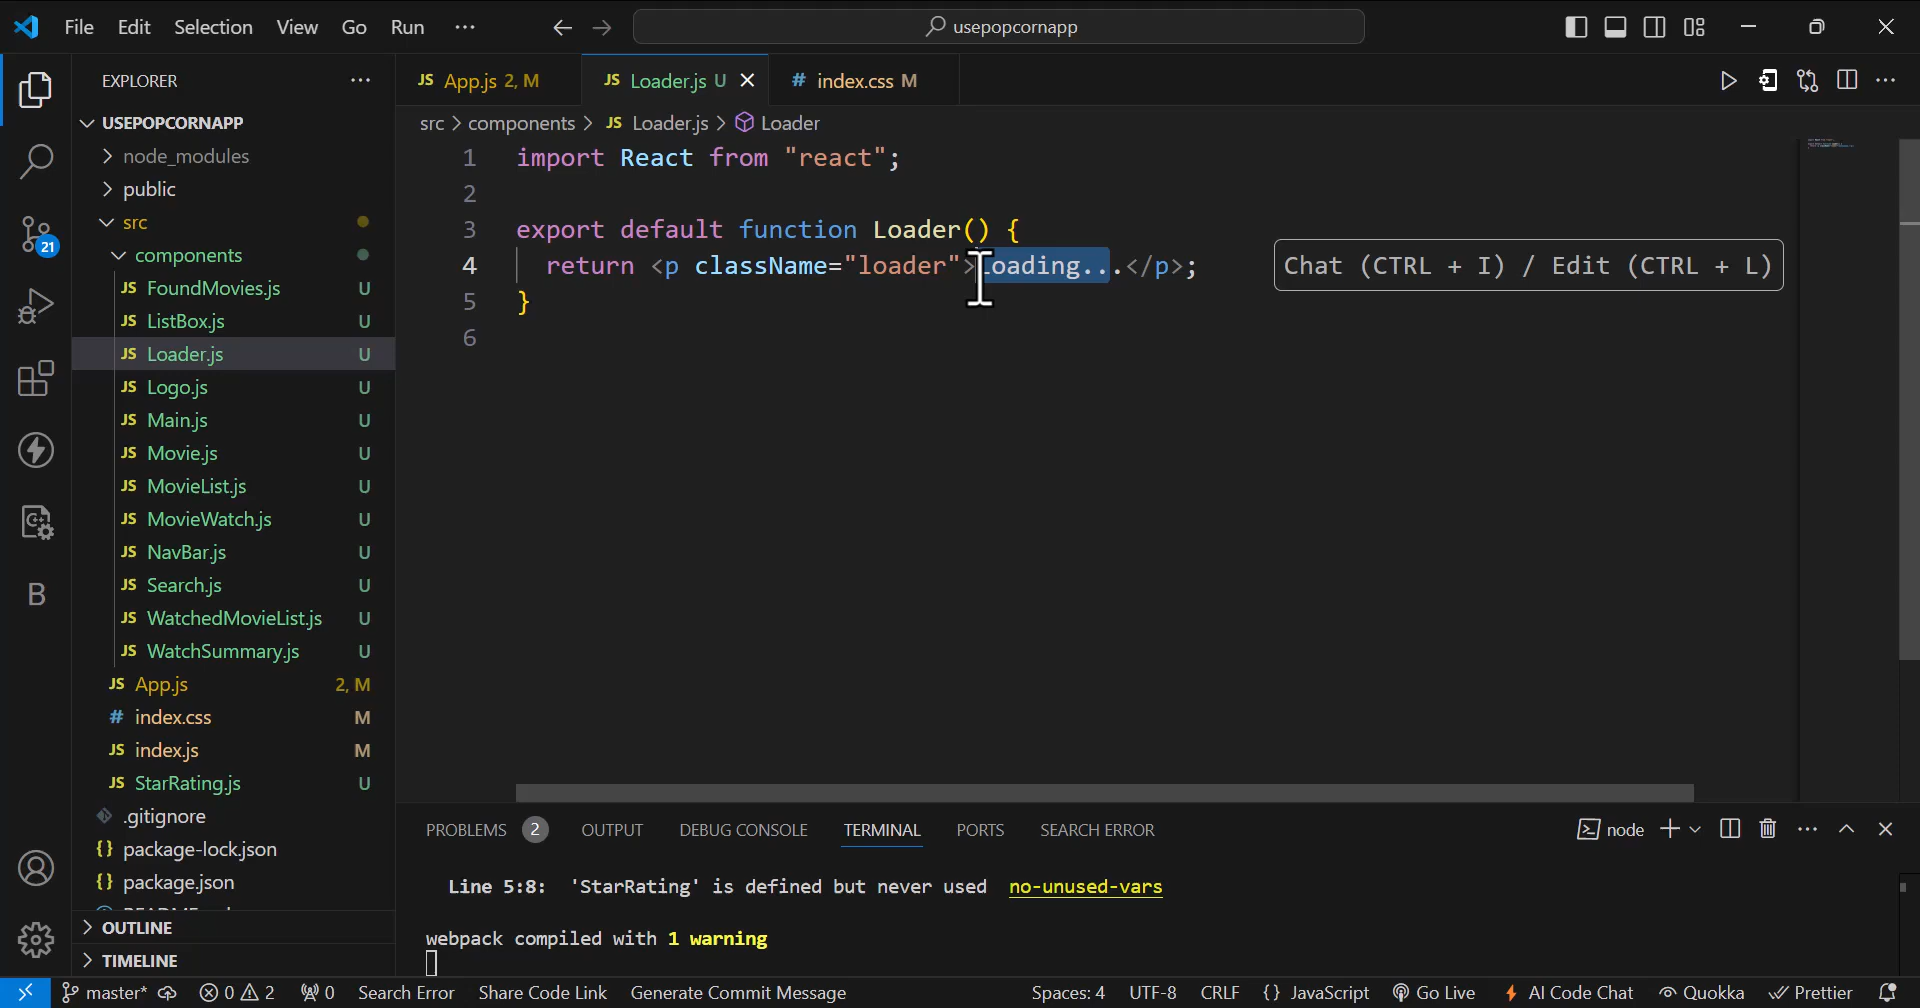 File Edit Selection View Go Run ···
usepopcornapp
EXPLORER ···
USEPOPCORNAPP
node_modules
public
src
components
JS FoundMovies.js U
JS ListBox.js U
JS Loader.js U
JS Logo.js U
JS Main.js U
JS Movie.js U
JS MovieList.js U
JS MovieWatch.js U
JS NavBar.js U
JS Search.js U
JS WatchedMovieList.js U
JS WatchSummary.js U
JS App.js 2, M
# index.css M
JS index.js M
JS StarRating.js U
.gitignore
{} package-lock.json
{} package.json
OUTLINE
TIMELINE
21
B
JS App.js 2, M JS Loader.js U # index.css M
src > components > JS Loader.js > Loader
1 import React from "react";
2
3 export default function Loader() {
4 return <p className="loader">Loading...</p>;
Chat (CTRL + I) / Edit (CTRL + L)
5 }
6
PROBLEMS 2 OUTPUT DEBUG CONSOLE TERMINAL PORTS SEARCH ERROR
node
Line 5:8: 'StarRating' is defined but never used no-unused-vars
webpack compiled with 1 warning
master* 0 2 0 Search Error Share Code Link Generate Commit Message Spaces: 4 UTF-8 CRLF {} JavaScript Go Live AI Code Chat Quokka Prettier